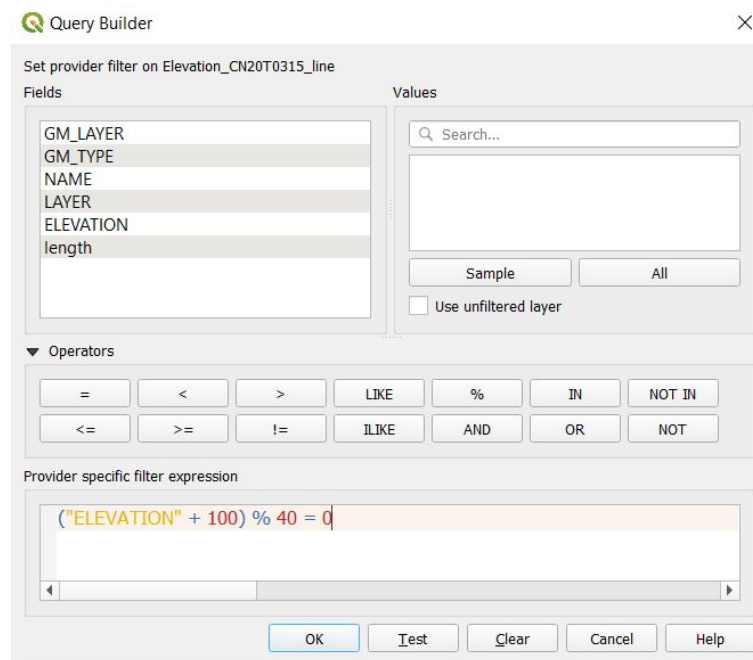 Query Builder
Set provider filter on Elevation_CN20T0315_line
Fields
Values
GM_LAYER
GM_TYPE
NAME
LAYER
ELEVATION
length
Search...
Sample
All
Use unfiltered layer
Operators
= < > LIKE % IN NOT IN
<= >= != ILIKE AND OR NOT
Provider specific filter expression
("ELEVATION" + 100) % 40 = 0
OK Test Clear Cancel Help